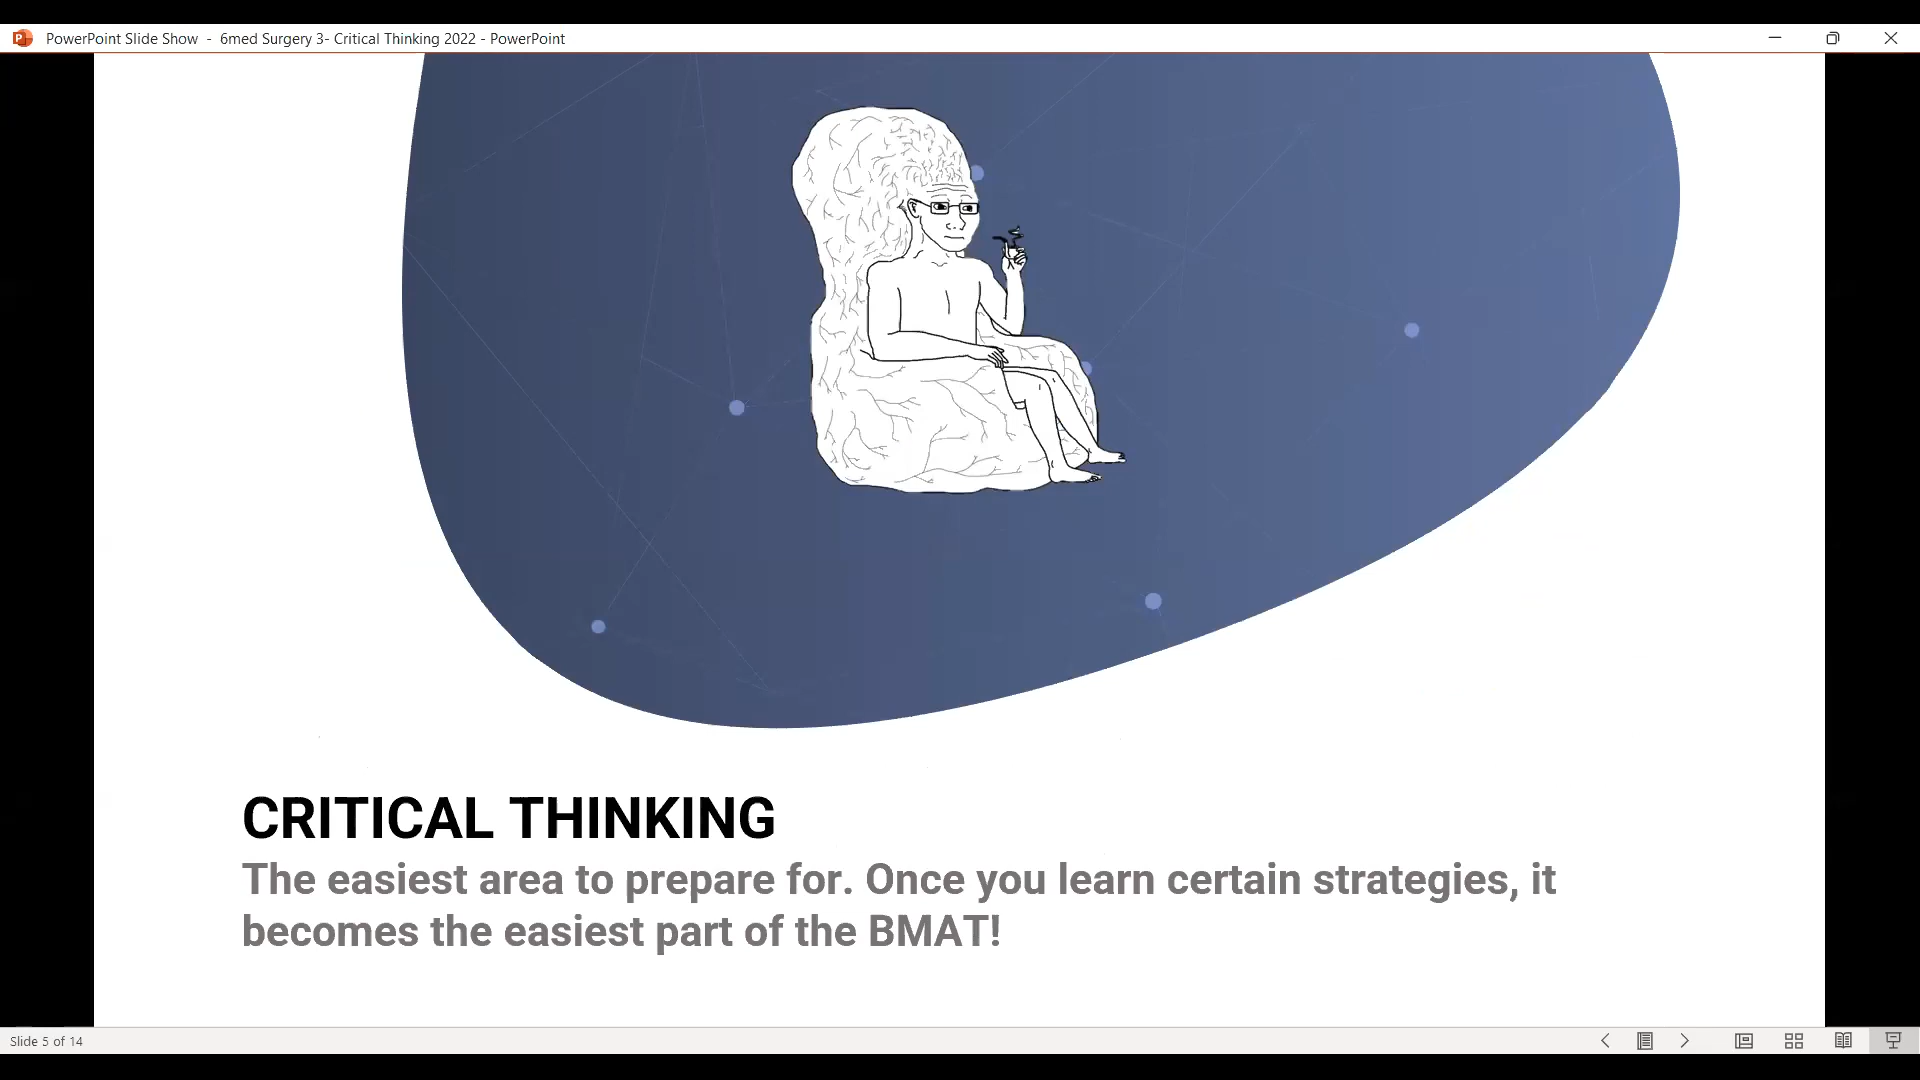 PowerPoint Slide Show - 6med Surgery 3- Critical Thinking 2022 - PowerPoint
CRITICAL THINKING
The easiest area to prepare for. Once you learn certain strategies, it
becomes the easiest part of the BMAT!
Slide 5 of 14